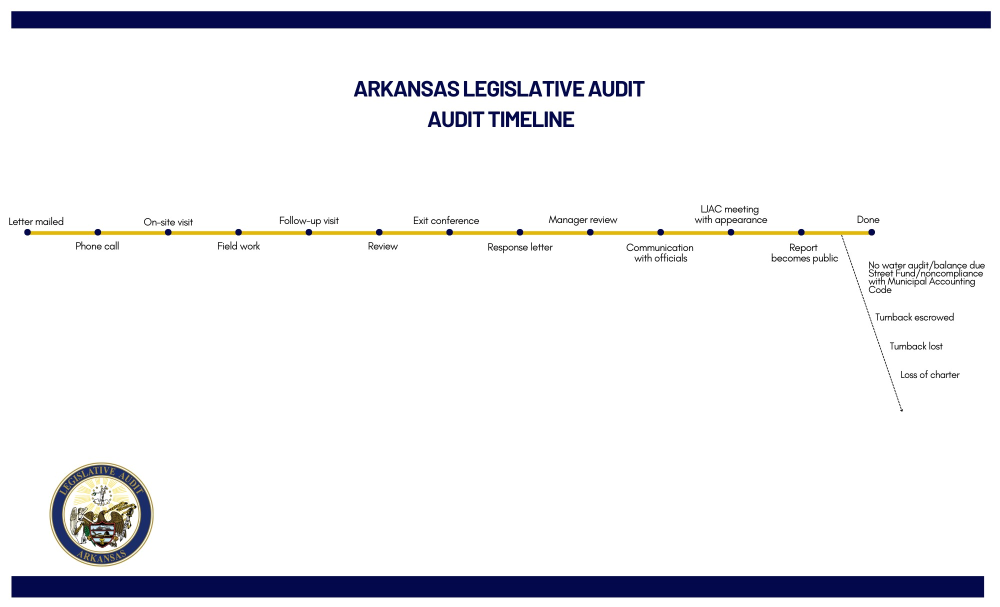 ARKANSAS LEGISLATIVE AUDIT
AUDIT TIMELINE
Letter mailed
Phone call
On-site visit
Field work
Follow-up visit
Review
Exit conference
Response letter
Manager review
Communication
with officials
LJAC meeting
with appearance
Report
becomes public
Done
No water audit/balance due
Street Fund/noncompliance
with Municipal Accounting
Code
Turnback escrowed
Turnback lost
Loss of charter
LEGISLATIVE AUDIT
ARKANSAS